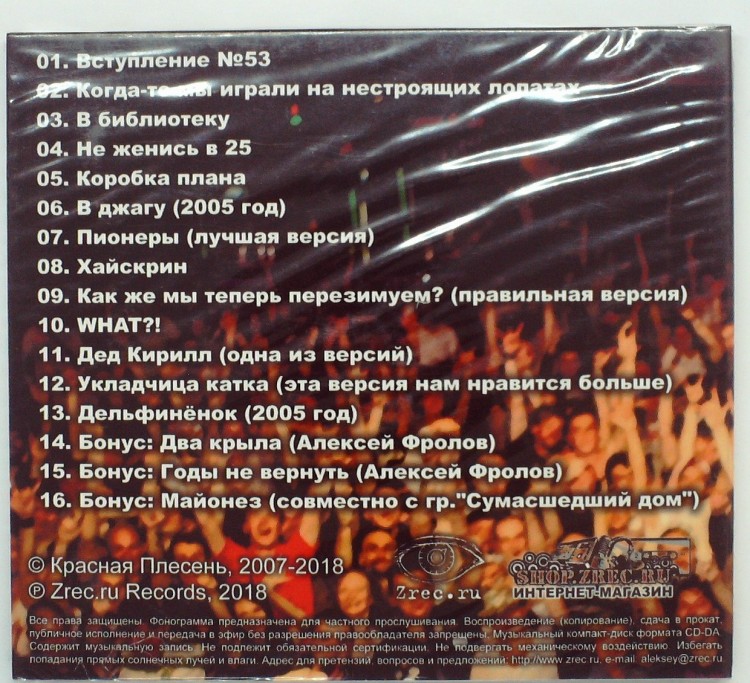 01. Вступление №53
02. Когда-то мы играли на нестроящих лопатах
03. В библиотеку
04. Не женись в 25
05. Коробка плана
06. В джагу (2005 год)
07. Пионеры (лучшая версия)
08. Хайскрин
09. Как же мы теперь перезимуем? (правильная версия)
10. WHAT?!
11. Дед Кирилл (одна из версий)
12. Укладчица катка (эта версия нам нравится больше)
13. Дельфинёнок (2005 год)
14. Бонус: Два крыла (Алексей Фролов)
15. Бонус: Годы не вернуть (Алексей Фролов)
16. Бонус: Майонез (совместно с гр."Сумасшедший дом")
© Красная Плесень, 2007-2018
℗ Zrec.ru Records, 2018
Zrec.ru
SHOP.ZREC.RU
ИНТЕРНЕТ-МАГАЗИН
Все права защищены. Фонограмма предназначена для частного прослушивания. Воспроизведение (копирование), сдача в прокат,
публичное исполнение и передача в эфир без разрешения правообладателя запрещены. Музыкальный компакт-диск формата CD-DA
Содержит музыкальную запись. Не подлежит обязательной сертификации. Не подвергать механическому воздействию. Избегать
попадания прямых солнечных лучей и влаги. Адрес для претензий, вопросов и предложений: http://www.zrec.ru, e-mail: aleksey@zrec.ru